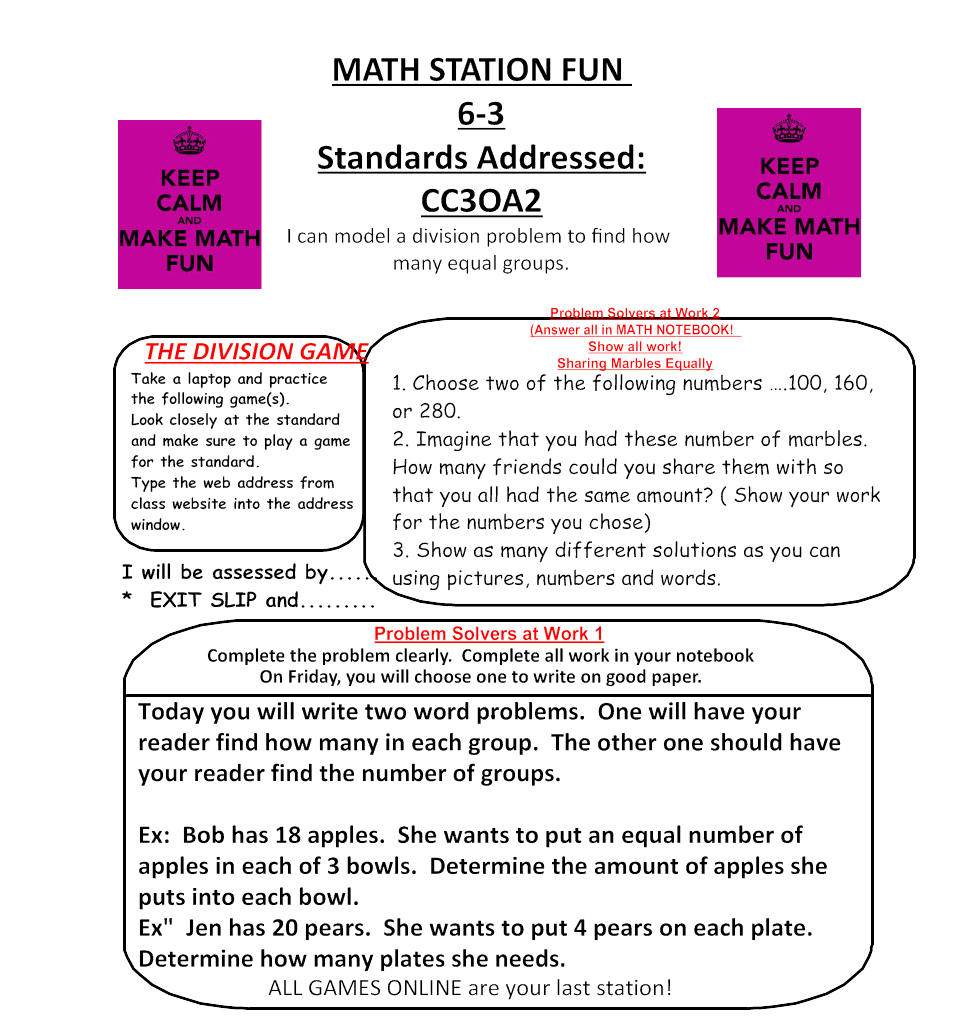 MATH STATION FUN
6-3
Standards Addressed:
CC3OA2
I can model a division problem to find how
many equal groups.
KEEP
CALM
AND
MAKE MATH
FUN
KEEP
CALM
AND
MAKE MATH
FUN
THE DIVISION GAME
Take a laptop and practice
the following game(s).
Look closely at the standard
and make sure to play a game
for the standard.
Type the web address from
class website into the address
window.
I will be assessed by......
* EXIT SLIP and.........
Problem Solvers at Work 2
(Answer all in MATH NOTEBOOK!
Show all work!
Sharing Marbles Equally
1. Choose two of the following numbers ….100, 160,
or 280.
2. Imagine that you had these number of marbles.
How many friends could you share them with so
that you all had the same amount? ( Show your work
for the numbers you chose)
3. Show as many different solutions as you can
using pictures, numbers and words.
Problem Solvers at Work 1
Complete the problem clearly. Complete all work in your notebook
On Friday, you will choose one to write on good paper.
Today you will write two word problems. One will have your
reader find how many in each group. The other one should have
your reader find the number of groups.
Ex: Bob has 18 apples. She wants to put an equal number of
apples in each of 3 bowls. Determine the amount of apples she
puts into each bowl.
Ex" Jen has 20 pears. She wants to put 4 pears on each plate.
Determine how many plates she needs.
ALL GAMES ONLINE are your last station!